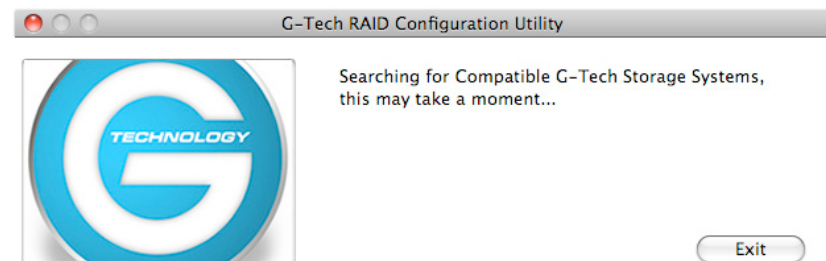 G-Tech RAID Configuration Utility
Searching for Compatible G-Tech Storage Systems,
this may take a moment...
TECHNOLOGY
Exit